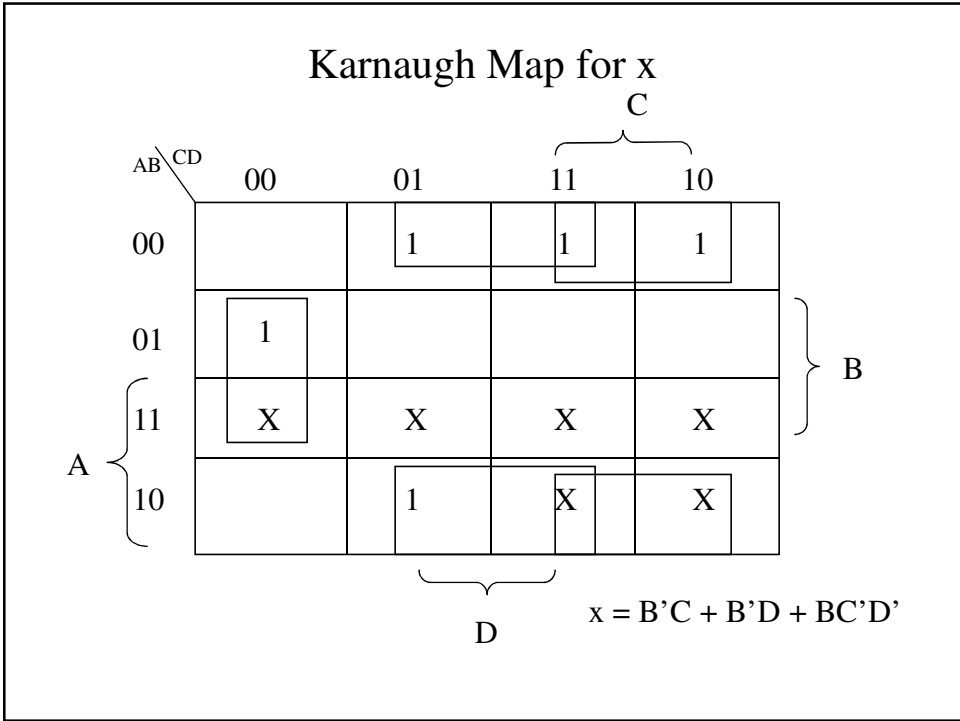 Karnaugh Map for x
C
AB CD
00 01 11 10
00 1 1 1
01 1
B
11 X X X X
A
10 1 X X
x = B’C + B’D + BC’D’
D